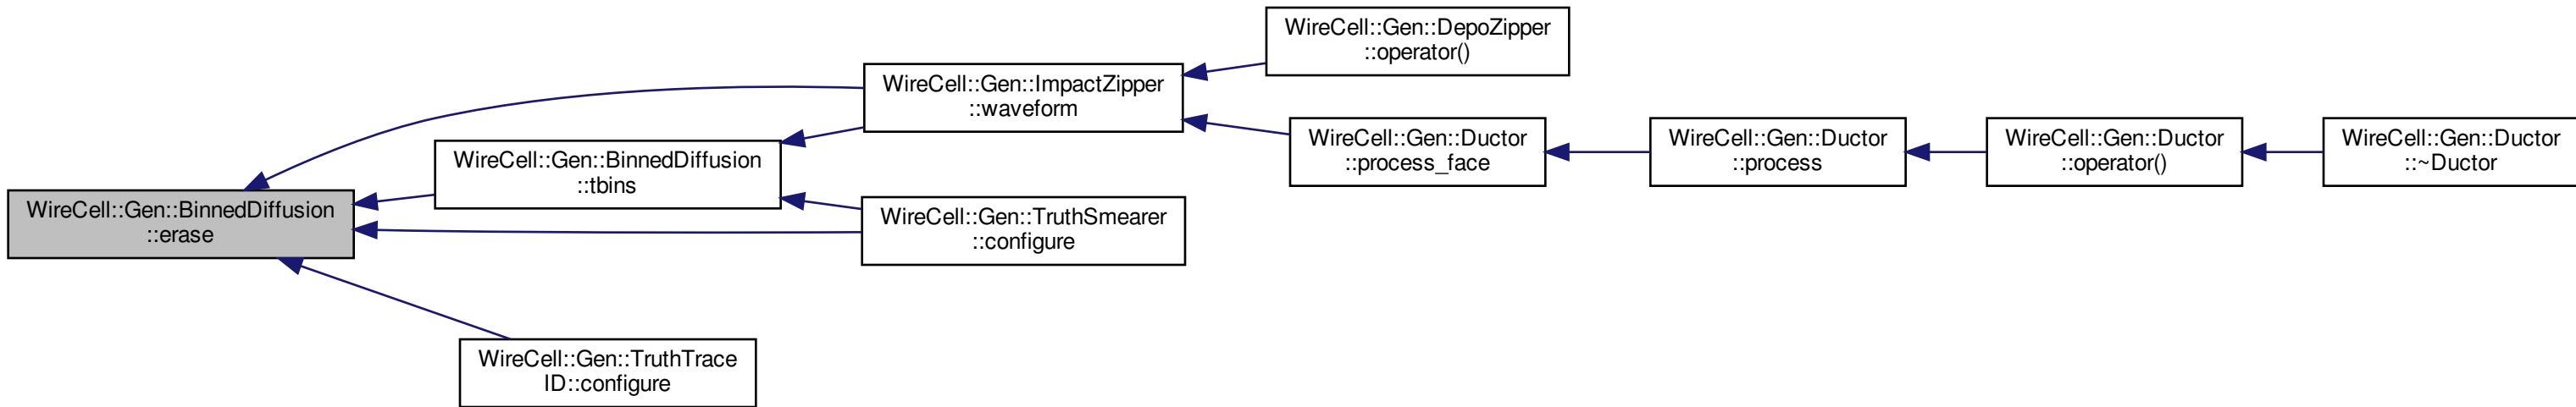 WireCell::Gen::BinnedDiffusion
::erase
WireCell::Gen::BinnedDiffusion
::tbins
WireCell::Gen::TruthTrace
ID::configure
WireCell::Gen::ImpactZipper
::waveform
WireCell::Gen::TruthSmearer
::configure
WireCell::Gen::DepoZipper
::operator()
WireCell::Gen::Ductor
::process_face
WireCell::Gen::Ductor
::process
WireCell::Gen::Ductor
::operator()
WireCell::Gen::Ductor
::~Ductor